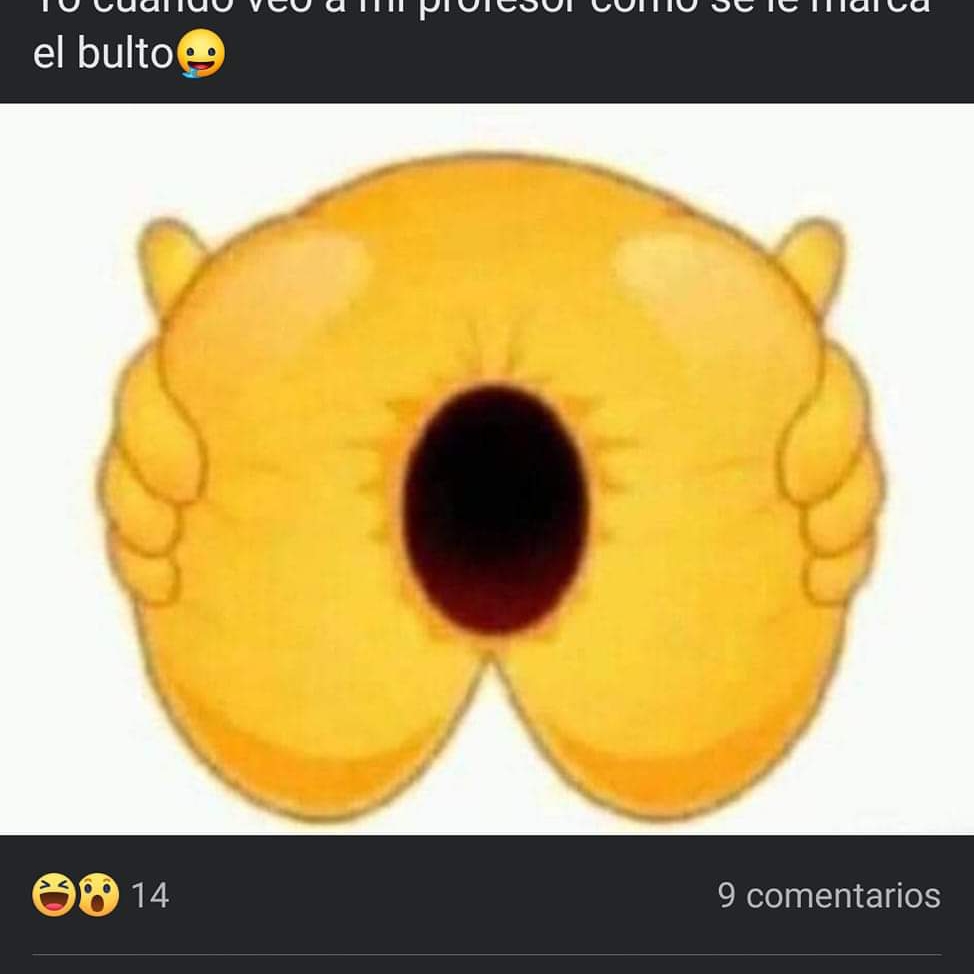 Yo cuando veo a mi profesor como se le marca
el bulto🤤
14
9 comentarios